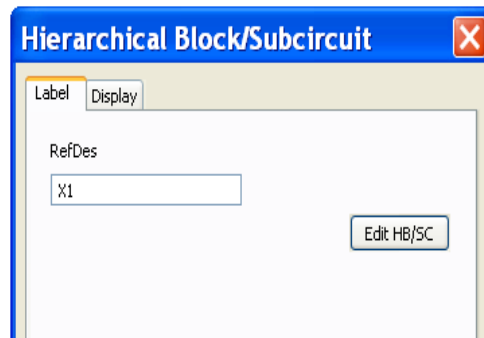 Hierarchical Block/Subcircuit
Label Display
RefDes
X1
Edit HB/SC